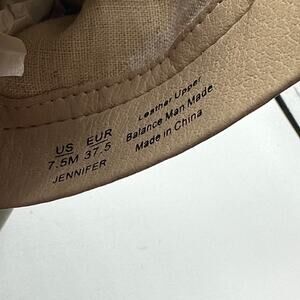 US EUR
7.5M 37.5
JENNIFER
Leather Upper
Balance Man Made
Made in China